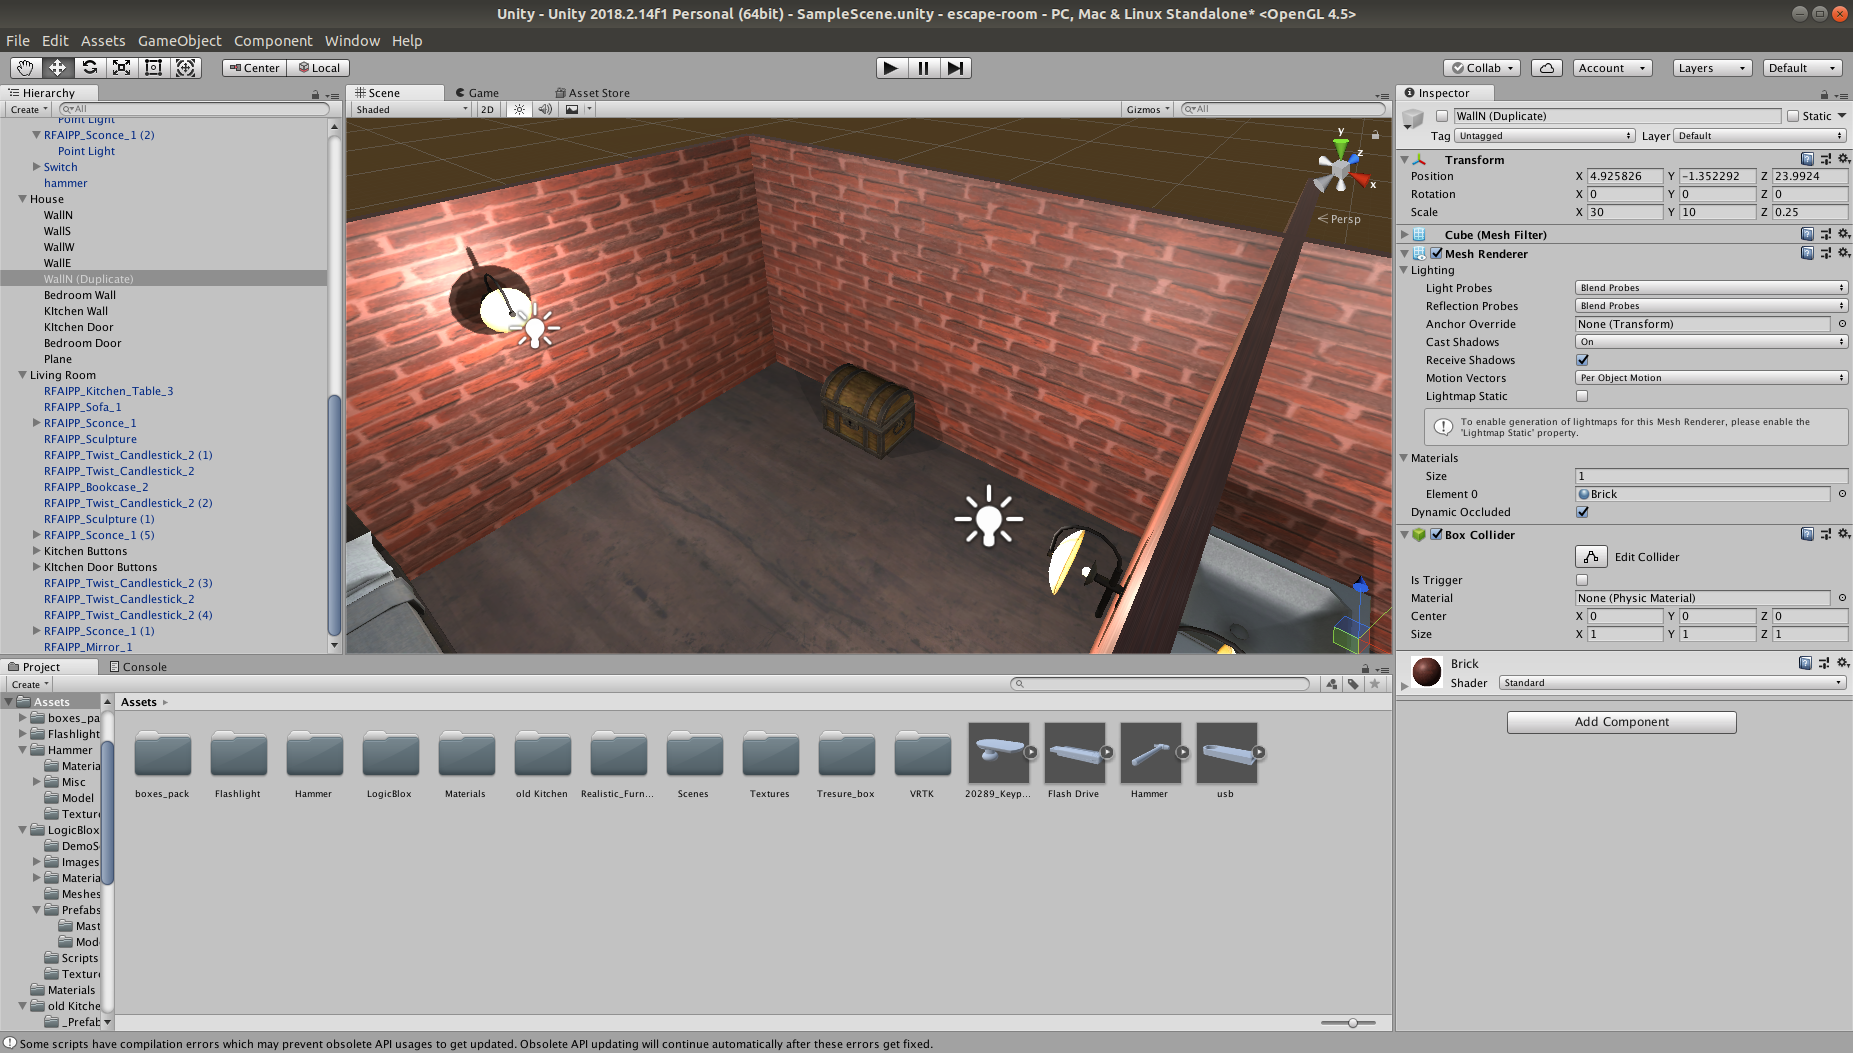 Unity - Unity 2018.2.14f1 Personal (64bit) - SampleScene.unity - escape-room - PC, Mac & Linux Standalone* <OpenGL 4.5>
File Edit Assets GameObject Component Window Help
Center Local Collab Account Layers Default
Hierarchy
Create All
Point Light
RFAIPP_Sconce_1 (2)
Point Light
Switch
hammer
House
WallN
WallS
WallW
WallE
WallN (Duplicate)
Bedroom Wall
KItchen Wall
KItchen Door
Bedroom Door
Plane
Living Room
RFAIPP_Kitchen_Table_3
RFAIPP_Sofa_1
RFAIPP_Sconce_1
RFAIPP_Sculpture
RFAIPP_Twist_Candlestick_2 (1)
RFAIPP_Twist_Candlestick_2
RFAIPP_Bookcase_2
RFAIPP_Twist_Candlestick_2 (2)
RFAIPP_Sculpture (1)
RFAIPP_Sconce_1 (5)
Kitchen Buttons
KItchen Door Buttons
RFAIPP_Twist_Candlestick_2 (3)
RFAIPP_Twist_Candlestick_2
RFAIPP_Twist_Candlestick_2 (4)
RFAIPP_Sconce_1 (1)
RFAIPP_Mirror_1
Scene Game Asset Store
Shaded 2D Gizmos All
y
z
x
Persp
Inspector
WallN (Duplicate) Static
Tag Untagged Layer Default
Transform
Position X 4.925826 Y -1.352292 Z 23.9924
Rotation X 0 Y 0 Z 0
Scale X 30 Y 10 Z 0.25
Cube (Mesh Filter)
Mesh Renderer
Lighting
Light Probes Blend Probes
Reflection Probes Blend Probes
Anchor Override None (Transform)
Cast Shadows On
Receive Shadows
Motion Vectors Per Object Motion
Lightmap Static
To enable generation of lightmaps for this Mesh Renderer, please enable the
'Lightmap Static' property.
Materials
Size 1
Element 0 Brick
Dynamic Occluded
Box Collider
Edit Collider
Is Trigger
Material None (Physic Material)
Center X 0 Y 0 Z 0
Size X 1 Y 1 Z 1
Brick
Shader Standard
Add Component
Project Console
Create
Assets
boxes_pa
Flashlight
Hammer
Materia
Misc
Model
Texture
LogicBlox
DemoS
Images
Materia
Meshes
Prefabs
Mast
Mod
Scripts
Texture
Materials
old Kitche
_Prefab
Assets
boxes_pack Flashlight Hammer LogicBlox Materials old Kitchen Realistic_Furn... Scenes Textures Tresure_box VRTK 20289_Keyp... Flash Drive Hammer usb
Some scripts have compilation errors which may prevent obsolete API usages to get updated. Obsolete API updating will continue automatically after these errors get fixed.